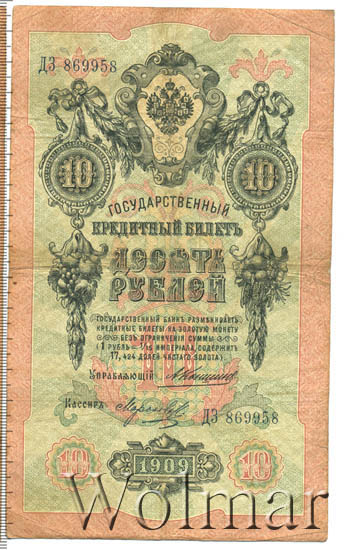 ДЗ 869958
10 10
ГОСУДАРСТВЕННЫЙ
КРЕДИТНЫЙ БИЛЕТЪ
ДЕСЯТЬ
РУБЛЕЙ
ГОСУДАРСТВЕННЫЙ БАНКЪ РАЗМѢНИВАЕТЪ
КРЕДИТНЫЕ БИЛЕТЫ НА ЗОЛОТУЮ МОНЕТУ
БЕЗЪ ОГРАНИЧЕНІЯ СУММЫ
(1 РУБЛЬ = 1/15 ИМПЕРІАЛА, СОДЕРЖИТЪ
17,424 ДОЛЕЙ ЧИСТАГО ЗОЛОТА)
УПРАВЛЯЮЩІЙ
КАССИРЪ
ДЗ 869958
10 1909 10
Wolmar